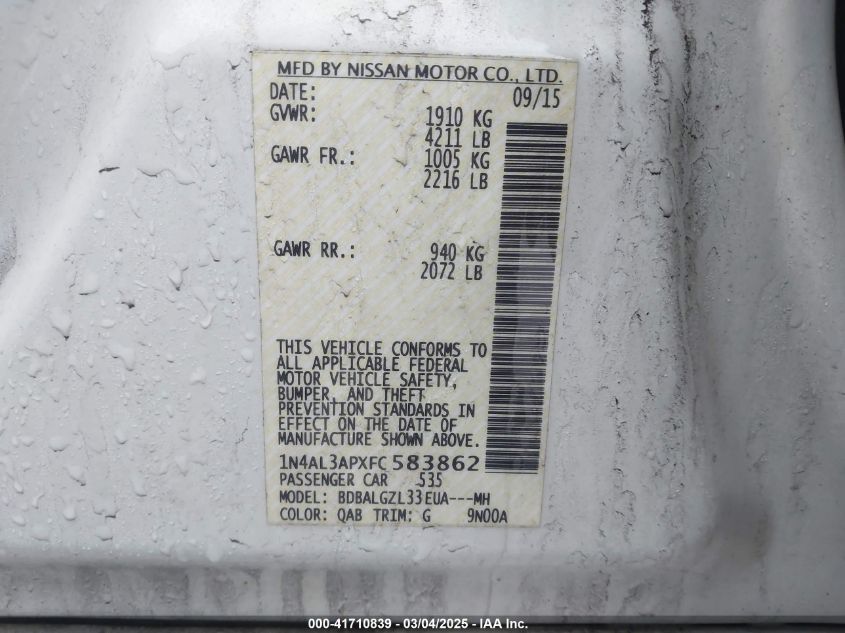 MFD BY NISSAN MOTOR CO., LTD.
DATE: 09/15
GVWR: 1910 KG
4211 LB
GAWR FR.: 1005 KG
2216 LB
GAWR RR.: 940 KG
2072 LB
THIS VEHICLE CONFORMS TO
ALL APPLICABLE FEDERAL
MOTOR VEHICLE SAFETY,
BUMPER, AND THEFT
PREVENTION STANDARDS IN
EFFECT ON THE DATE OF
MANUFACTURE SHOWN ABOVE.
1N4AL3APXFC 583862
PASSENGER CAR 535
MODEL: BDBALGZL33EUA---MH
COLOR: QAB TRIM: G 9N00A
000-41710839 - 03/04/2025 - IAA Inc.